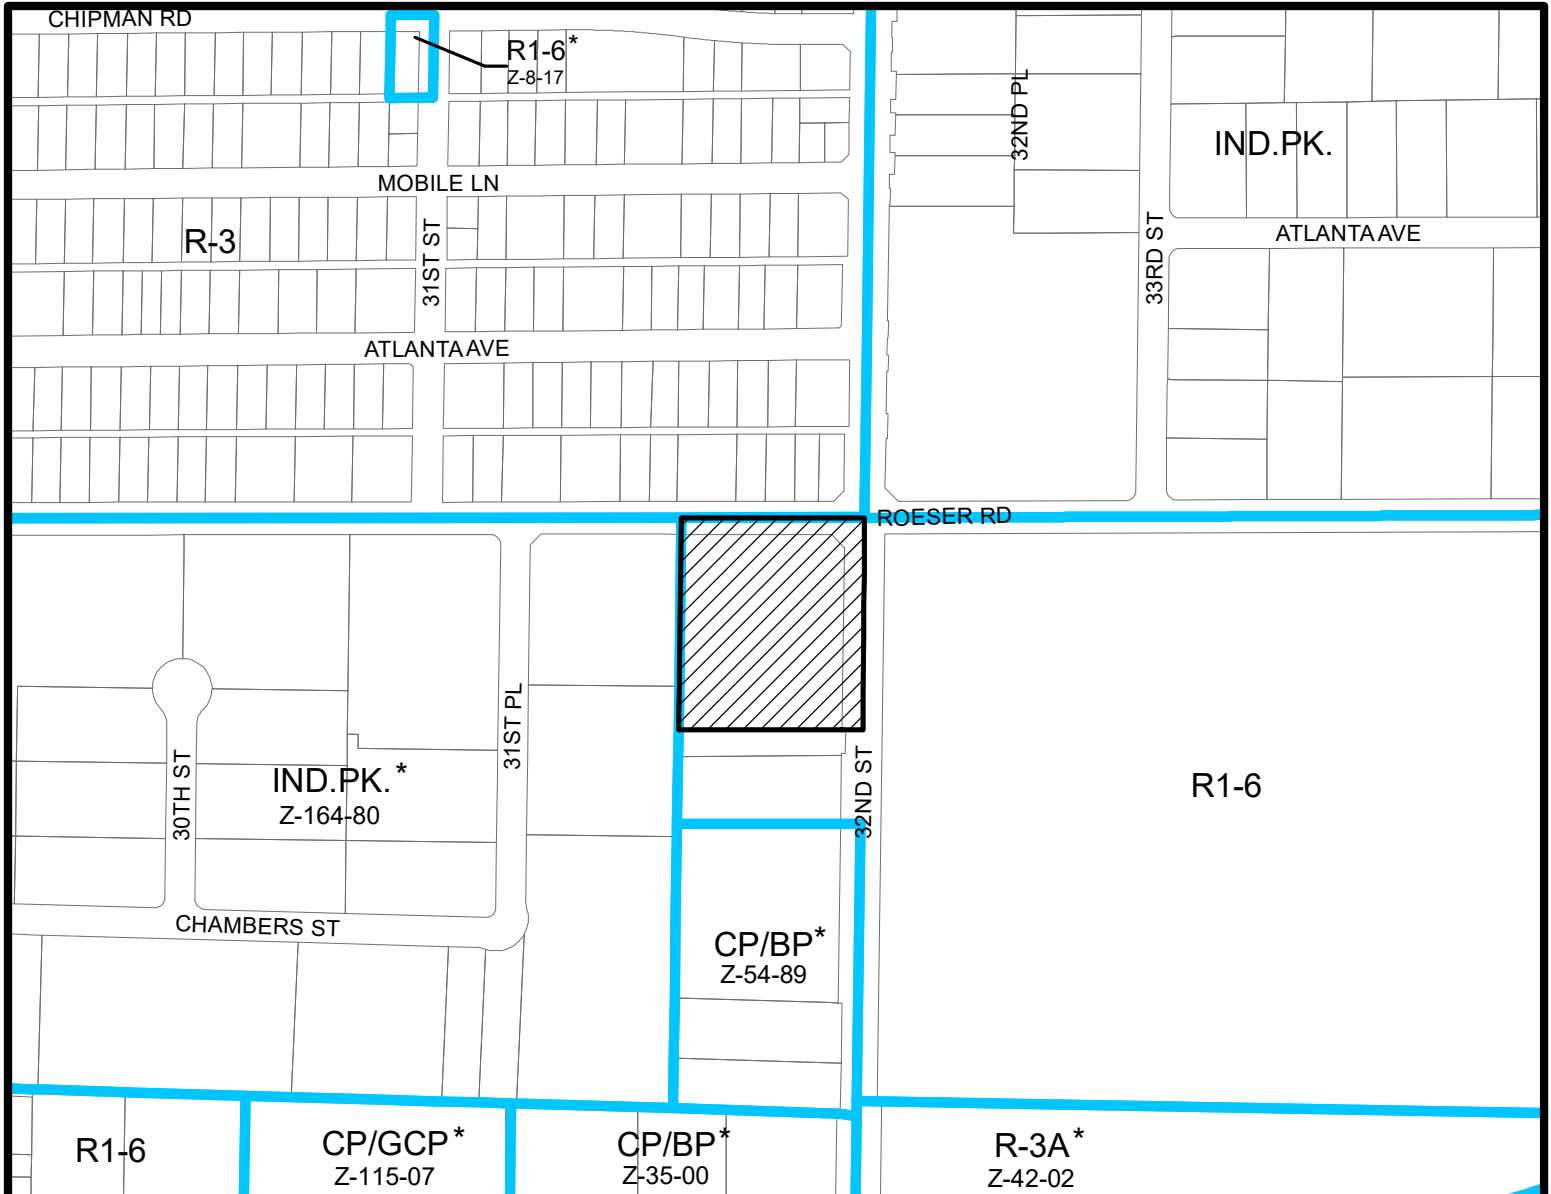 CHIPMAN RD
R1-6*
Z-8-17
32ND PL
IND.PK.
MOBILE LN
R-3
31ST ST
33RD ST
ATLANTA AVE
ATLANTA AVE
ROESER RD
31ST PL
30TH ST
IND.PK.*
Z-164-80
32ND ST
R1-6
CHAMBERS ST
CP/BP*
Z-54-89
R1-6
CP/GCP*
Z-115-07
CP/BP*
Z-35-00
R-3A*
Z-42-02